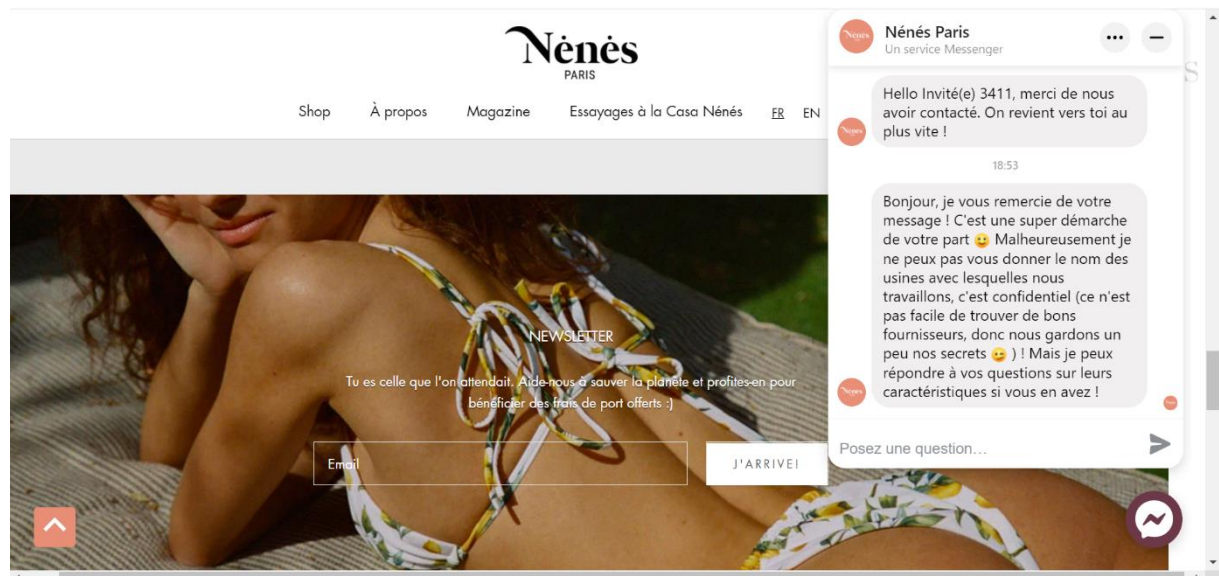 Nénés
PARIS
Shop À propos Magazine Essayages à la Casa Nénés FR EN
NEWSLETTER
Tu es celle que l'on attendait. Aide-nous à sauver la planète et profites-en pour
bénéficier des frais de port offerts :)
Email
J'ARRIVE!
Nénés Paris
Un service Messenger
Hello Invité(e) 3411, merci de nous
avoir contacté. On revient vers toi au
plus vite !
18:53
Bonjour, je vous remercie de votre
message ! C'est une super démarche
de votre part 😉 Malheureusement je
ne peux pas vous donner le nom des
usines avec lesquelles nous
travaillons, c'est confidentiel (ce n'est
pas facile de trouver de bons
fournisseurs, donc nous gardons un
peu nos secrets 😉 ) ! Mais je peux
répondre à vos questions sur leurs
caractéristiques si vous en avez !
Posez une question…